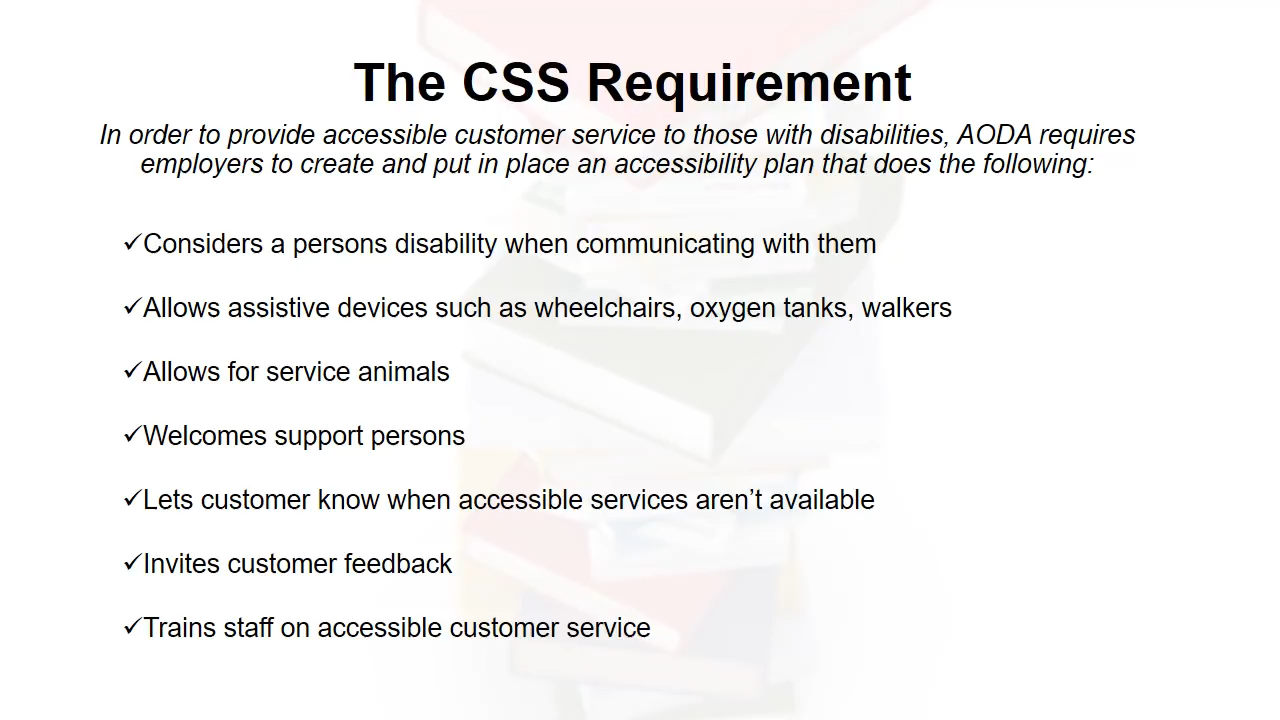 The CSS Requirement
In order to provide accessible customer service to those with disabilities, AODA requires
employers to create and put in place an accessibility plan that does the following:
✓Considers a persons disability when communicating with them
✓Allows assistive devices such as wheelchairs, oxygen tanks, walkers
✓Allows for service animals
✓Welcomes support persons
✓Lets customer know when accessible services aren’t available
✓Invites customer feedback
✓Trains staff on accessible customer service